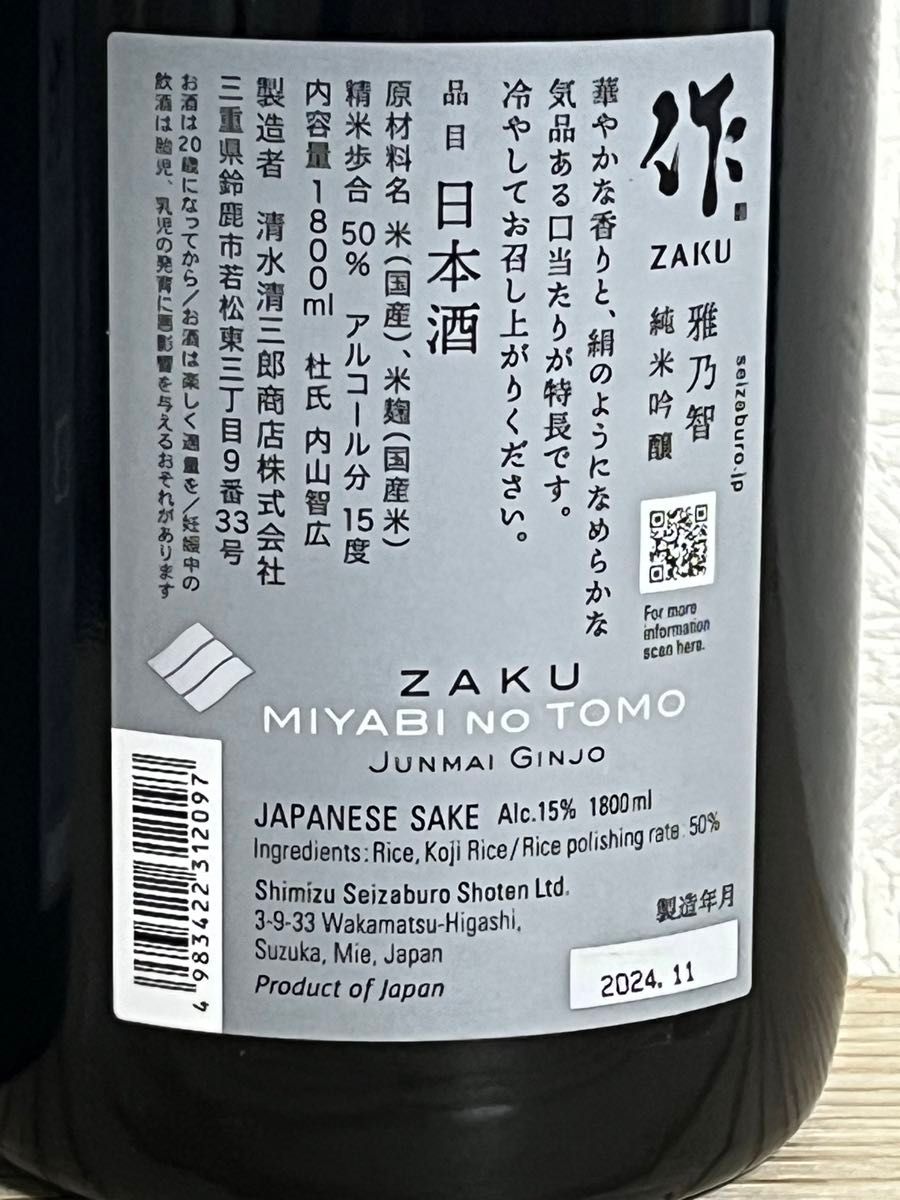 作
ZAKU
seizaburo.jp
雅乃智
純米吟醸
For more
information
scan here.
華やかな香りと、絹のようになめらかな
気品ある口当たりが特長です。
冷やしてお召し上がりください。
品目 日本酒
原材料名 米(国産)、米麹(国産米)
精米歩合 50% アルコール分 15度
内容量 1800ml 杜氏 内山智広
製造者 清水清三郎商店株式会社
三重県鈴鹿市若松東三丁目9番33号
お酒は20歳になってから/お酒は楽しく適量を/妊娠中の
飲酒は胎児、乳児の発育に悪影響を与えるおそれがあります
ZAKU
MIYABI NO TOMO
JUNMAI GINJO
JAPANESE SAKE Alc.15% 1800ml
Ingredients: Rice, Koji Rice/Rice polishing rate: 50%
Shimizu Seizaburo Shoten Ltd.
3-9-33 Wakamatsu-Higashi,
Suzuka, Mie, Japan
Product of Japan
製造年月
2024.11
4 983422 312097